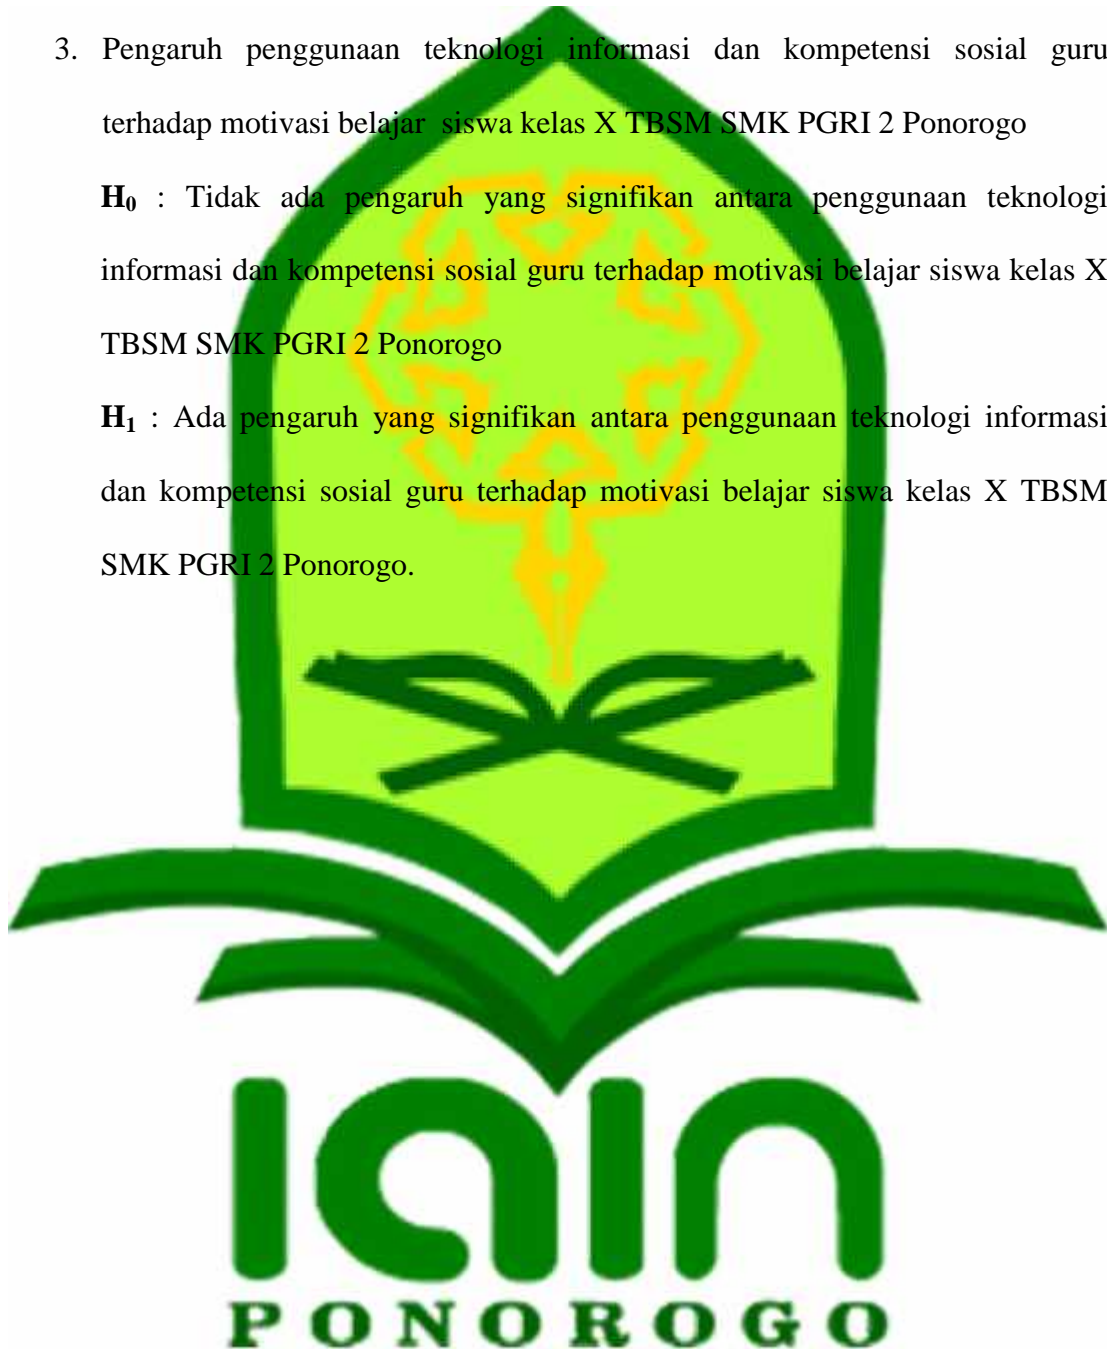 3. Pengaruh penggunaan teknologi informasi dan kompetensi sosial guru
terhadap motivasi belajar siswa kelas X TBSM SMK PGRI 2 Ponorogo
H₀ : Tidak ada pengaruh yang signifikan antara penggunaan teknologi
informasi dan kompetensi sosial guru terhadap motivasi belajar siswa kelas X
TBSM SMK PGRI 2 Ponorogo
H₁ : Ada pengaruh yang signifikan antara penggunaan teknologi informasi
dan kompetensi sosial guru terhadap motivasi belajar siswa kelas X TBSM
SMK PGRI 2 Ponorogo.
iain
PONOROGO